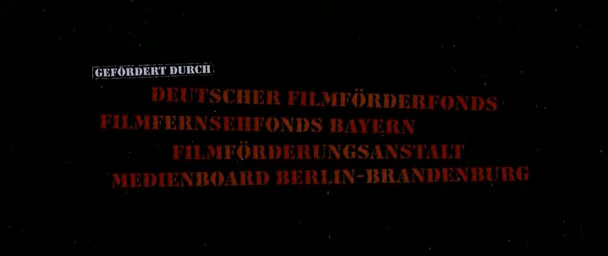 GEFÖRDERT DURCH
DEUTSCHER FILMFÖRDERFONDS
FILMFERNSEHFONDS BAYERN
FILMFÖRDERUNGSANSTALT
MEDIENBOARD BERLIN-BRANDENBURG